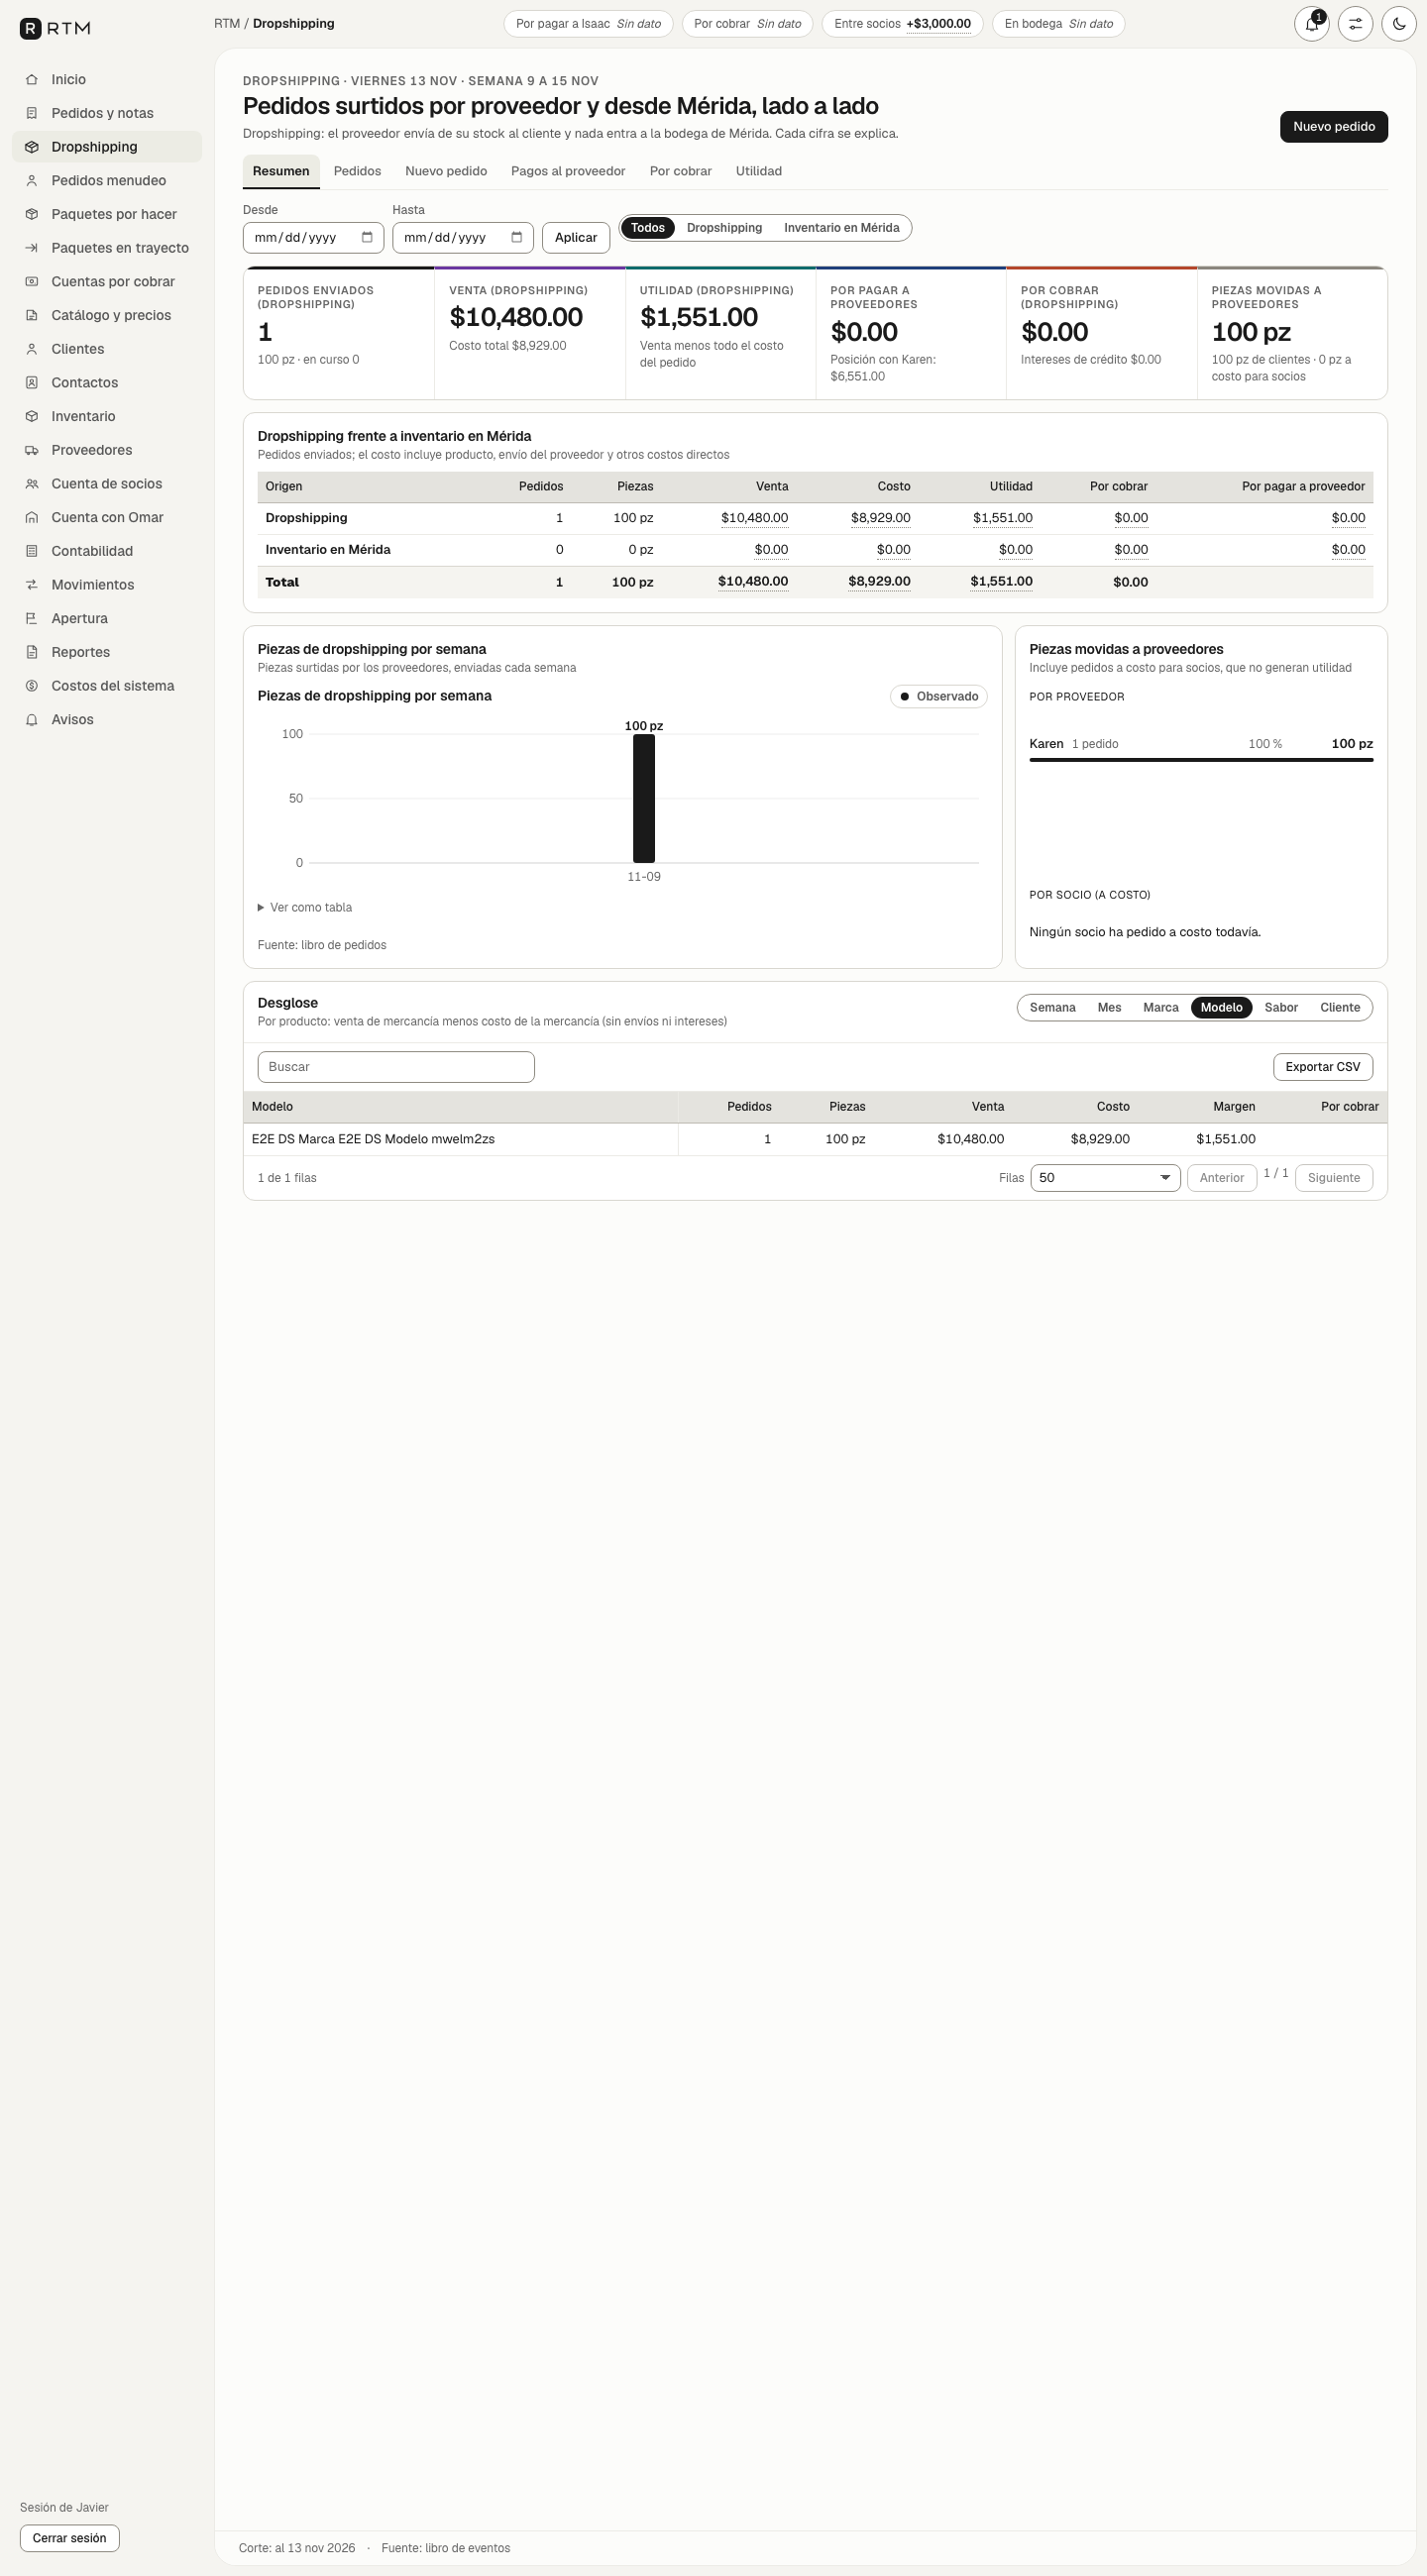 R RTM
RTM / Dropshipping
Por pagar a Isaac Sin dato
Por cobrar Sin dato
Entre socios +$3,000.00
En bodega Sin dato
1
Inicio
Pedidos y notas
Dropshipping
Pedidos menudeo
Paquetes por hacer
Paquetes en trayecto
Cuentas por cobrar
Catálogo y precios
Clientes
Contactos
Inventario
Proveedores
Cuenta de socios
Cuenta con Omar
Contabilidad
Movimientos
Apertura
Reportes
Costos del sistema
Avisos
Sesión de Javier
Cerrar sesión
DROPSHIPPING · VIERNES 13 NOV · SEMANA 9 A 15 NOV
Pedidos surtidos por proveedor y desde Mérida, lado a lado
Dropshipping: el proveedor envía de su stock al cliente y nada entra a la bodega de Mérida. Cada cifra se explica.
Nuevo pedido
Resumen Pedidos Nuevo pedido Pagos al proveedor Por cobrar Utilidad
Desde Hasta
mm/dd/yyyy mm/dd/yyyy Aplicar Todos Dropshipping Inventario en Mérida
PEDIDOS ENVIADOS
(DROPSHIPPING)
1
100 pz · en curso 0
VENTA (DROPSHIPPING)
$10,480.00
Costo total $8,929.00
UTILIDAD (DROPSHIPPING)
$1,551.00
Venta menos todo el costo
del pedido
POR PAGAR A
PROVEEDORES
$0.00
Posición con Karen:
$6,551.00
POR COBRAR
(DROPSHIPPING)
$0.00
Intereses de crédito $0.00
PIEZAS MOVIDAS A
PROVEEDORES
100 pz
100 pz de clientes · 0 pz a
costo para socios
Dropshipping frente a inventario en Mérida
Pedidos enviados; el costo incluye producto, envío del proveedor y otros costos directos
Origen Pedidos Piezas Venta Costo Utilidad Por cobrar Por pagar a proveedor
Dropshipping 1 100 pz $10,480.00 $8,929.00 $1,551.00 $0.00 $0.00
Inventario en Mérida 0 0 pz $0.00 $0.00 $0.00 $0.00 $0.00
Total 1 100 pz $10,480.00 $8,929.00 $1,551.00 $0.00
Piezas de dropshipping por semana
Piezas surtidas por los proveedores, enviadas cada semana
Piezas de dropshipping por semana
Observado
100 pz
100
50
0
11-09
Ver como tabla
Fuente: libro de pedidos
Piezas movidas a proveedores
Incluye pedidos a costo para socios, que no generan utilidad
POR PROVEEDOR
Karen 1 pedido 100 % 100 pz
POR SOCIO (A COSTO)
Ningún socio ha pedido a costo todavía.
Desglose
Por producto: venta de mercancía menos costo de la mercancía (sin envíos ni intereses)
Semana Mes Marca Modelo Sabor Cliente
Buscar
Exportar CSV
Modelo Pedidos Piezas Venta Costo Margen Por cobrar
E2E DS Marca E2E DS Modelo mwelm2zs 1 100 pz $10,480.00 $8,929.00 $1,551.00
1 de 1 filas
Filas 50 Anterior 1 / 1 Siguiente
Corte: al 13 nov 2026 · Fuente: libro de eventos